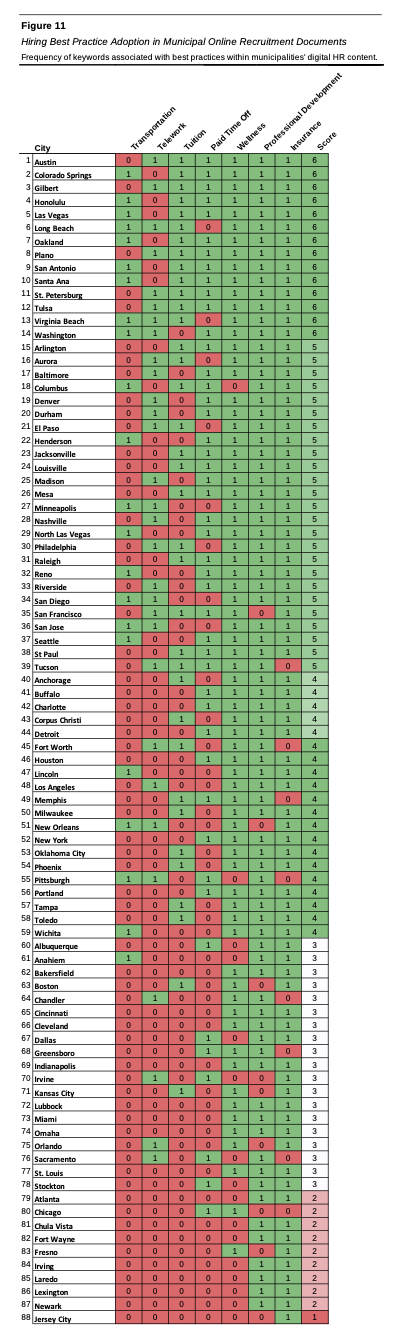 Figure 11
Hiring Best Practice Adoption in Municipal Online Recruitment Documents
Frequency of keywords associated with best practices within municipalities' digital HR content.
City Transportation Telework Tuition Paid Time Off Wellness Professional Development Insurance Score
1 Austin 0 1 1 1 1 1 1 6
2 Colorado Springs 1 0 1 1 1 1 1 6
3 Gilbert 0 1 1 1 1 1 1 6
4 Honolulu 1 0 1 1 1 1 1 6
5 Las Vegas 1 0 1 1 1 1 1 6
6 Long Beach 1 1 1 0 1 1 1 6
7 Oakland 1 0 1 1 1 1 1 6
8 Plano 0 1 1 1 1 1 1 6
9 San Antonio 1 0 1 1 1 1 1 6
10 Santa Ana 1 0 1 1 1 1 1 6
11 St. Petersburg 0 1 1 1 1 1 1 6
12 Tulsa 0 1 1 1 1 1 1 6
13 Virginia Beach 1 1 1 0 1 1 1 6
14 Washington 1 1 0 1 1 1 1 6
15 Arlington 0 0 1 1 1 1 1 5
16 Aurora 0 1 1 0 1 1 1 5
17 Baltimore 0 1 0 1 1 1 1 5
18 Columbus 1 0 1 1 0 1 1 5
19 Denver 0 1 0 1 1 1 1 5
20 Durham 0 1 0 1 1 1 1 5
21 El Paso 0 1 1 0 1 1 1 5
22 Henderson 1 0 0 1 1 1 1 5
23 Jacksonville 0 0 1 1 1 1 1 5
24 Louisville 0 0 1 1 1 1 1 5
25 Madison 0 1 0 1 1 1 1 5
26 Mesa 0 0 1 1 1 1 1 5
27 Minneapolis 1 1 0 0 1 1 1 5
28 Nashville 0 1 0 1 1 1 1 5
29 North Las Vegas 1 0 0 1 1 1 1 5
30 Philadelphia 0 1 1 0 1 1 1 5
31 Raleigh 0 0 1 1 1 1 1 5
32 Reno 1 0 0 1 1 1 1 5
33 Riverside 0 1 0 1 1 1 1 5
34 San Diego 1 1 0 0 1 1 1 5
35 San Francisco 1 0 1 1 1 0 1 5
36 San Jose 1 1 0 0 1 1 1 5
37 Seattle 1 0 0 1 1 1 1 5
38 St Paul 0 0 1 1 1 1 1 5
39 Tucson 0 1 1 1 1 1 0 5
40 Anchorage 0 0 1 0 1 1 1 4
41 Buffalo 0 0 0 1 1 1 1 4
42 Charlotte 0 0 0 1 1 1 1 4
43 Corpus Christi 0 0 1 0 1 1 1 4
44 Detroit 0 0 0 1 1 1 1 4
45 Fort Worth 0 1 1 0 1 1 0 4
46 Houston 0 0 0 1 1 1 1 4
47 Lincoln 1 0 0 0 1 1 1 4
48 Los Angeles 0 1 0 0 1 1 1 4
49 Memphis 0 0 1 1 1 1 0 4
50 Milwaukee 0 0 1 0 1 1 1 4
51 New Orleans 1 1 0 0 1 0 1 4
52 New York 0 0 0 1 1 1 1 4
53 Oklahoma City 0 0 1 0 1 1 1 4
54 Phoenix 0 0 1 0 1 1 1 4
55 Pittsburgh 1 1 0 1 0 1 0 4
56 Portland 0 0 0 1 1 1 1 4
57 Tampa 0 0 1 0 1 1 1 4
58 Toledo 0 0 1 0 1 1 1 4
59 Wichita 1 0 0 0 1 1 1 4
60 Albuquerque 0 0 0 1 0 1 1 3
61 Anahiem 1 0 0 0 0 1 1 3
62 Bakersfield 0 0 0 0 1 1 1 3
63 Boston 0 0 1 0 1 0 1 3
64 Chandler 0 1 0 0 1 1 0 3
65 Cincinnati 0 0 0 0 1 1 1 3
66 Cleveland 0 0 0 0 1 1 1 3
67 Dallas 0 0 0 1 0 1 1 3
68 Greensboro 0 0 0 1 1 1 0 3
69 Indianapolis 0 0 0 0 1 1 1 3
70 Irvine 0 1 0 1 0 0 1 3
71 Kansas City 0 0 1 0 1 0 1 3
72 Lubbock 0 0 0 0 1 1 1 3
73 Miami 0 0 0 0 1 1 1 3
74 Omaha 0 0 0 0 1 1 1 3
75 Orlando 0 1 0 0 1 0 1 3
76 Sacramento 0 1 0 1 0 1 0 3
77 St. Louis 0 0 0 0 1 1 1 3
78 Stockton 0 0 0 1 0 1 1 3
79 Atlanta 0 0 0 0 0 1 1 2
80 Chicago 0 0 0 1 1 0 0 2
81 Chula Vista 0 0 0 0 0 1 1 2
82 Fort Wayne 0 0 0 0 0 1 1 2
83 Fresno 0 0 0 0 1 0 1 2
84 Irving 0 0 0 0 0 1 1 2
85 Laredo 0 0 0 0 0 1 1 2
86 Lexington 0 0 0 0 0 1 1 2
87 Newark 0 0 0 0 0 1 1 2
88 Jersey City 0 0 0 0 0 0 1 1